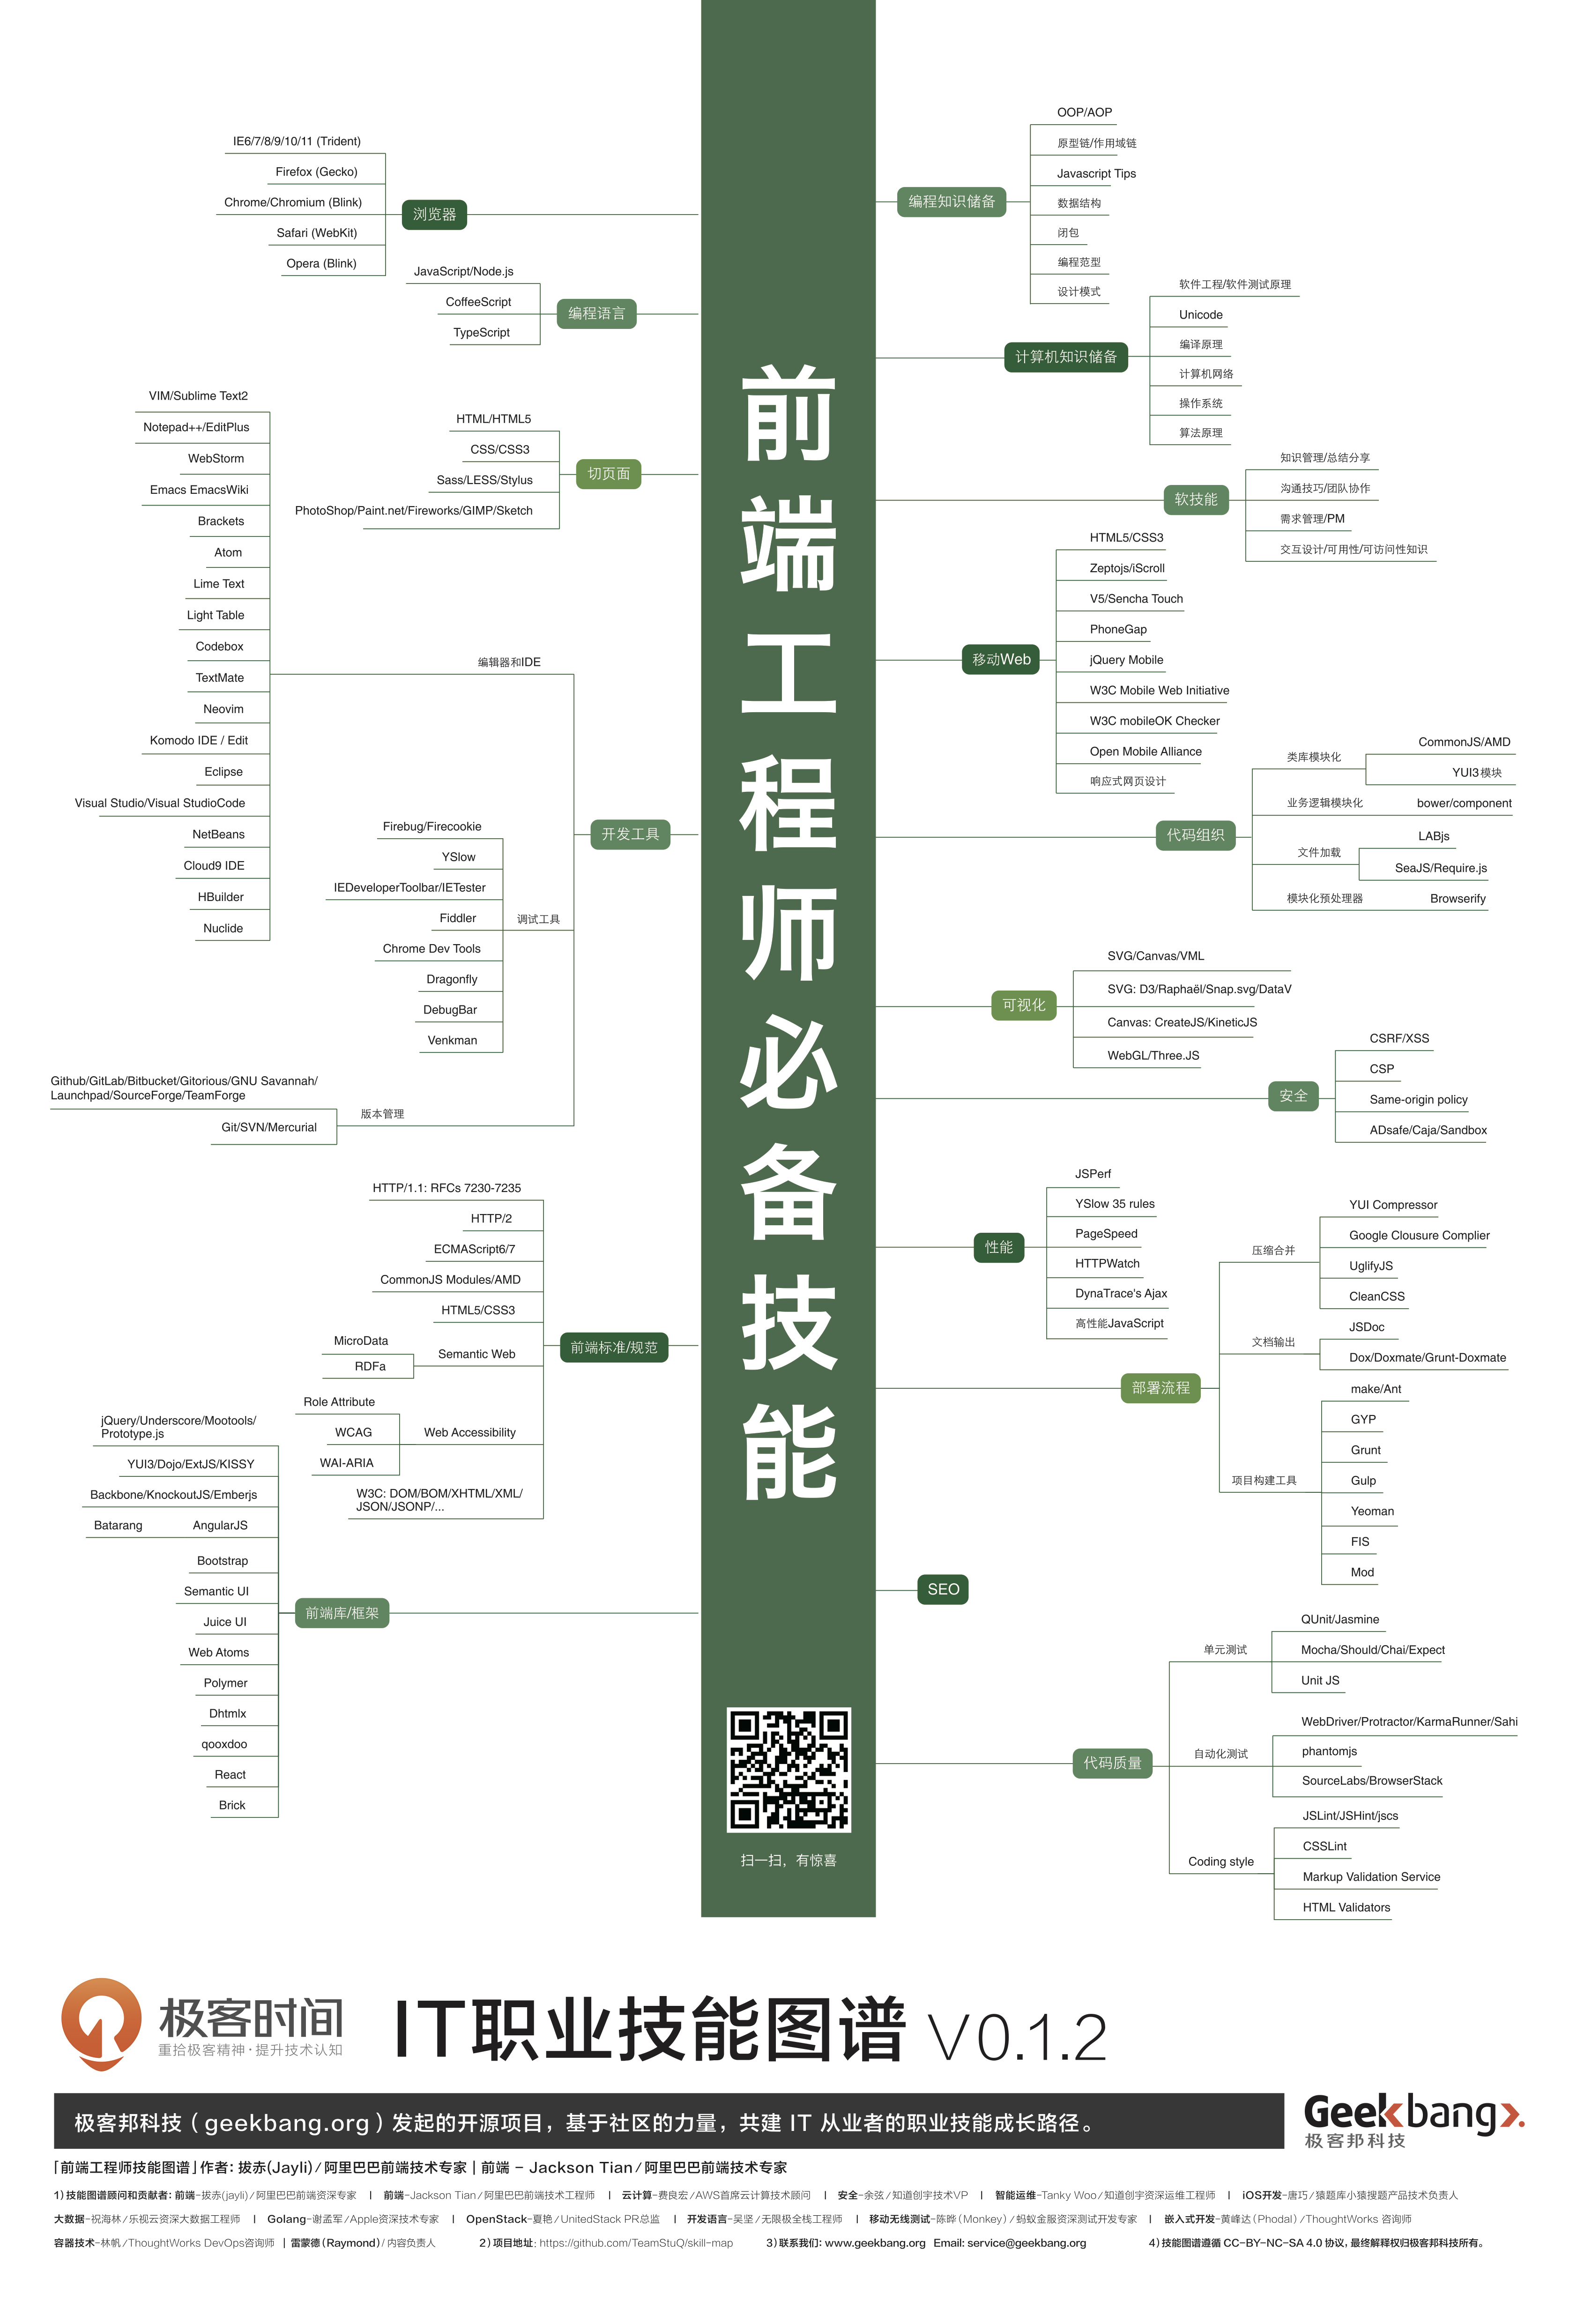 前端工程师必备技能
扫一扫，有惊喜
IE6/7/8/9/10/11 (Trident)
Firefox (Gecko)
Chrome/Chromium (Blink)
Safari (WebKit)
Opera (Blink)
浏览器
JavaScript/Node.js
CoffeeScript
TypeScript
编程语言
HTML/HTML5
CSS/CSS3
Sass/LESS/Stylus
PhotoShop/Paint.net/Fireworks/GIMP/Sketch
切页面
VIM/Sublime Text2
Notepad++/EditPlus
WebStorm
Emacs EmacsWiki
Brackets
Atom
Lime Text
Light Table
Codebox
TextMate
Neovim
Komodo IDE / Edit
Eclipse
Visual Studio/Visual StudioCode
NetBeans
Cloud9 IDE
HBuilder
Nuclide
编辑器和IDE
Firebug/Firecookie
YSlow
IEDeveloperToolbar/IETester
Fiddler
Chrome Dev Tools
Dragonfly
DebugBar
Venkman
调试工具
开发工具
Github/GitLab/Bitbucket/Gitorious/GNU Savannah/
Launchpad/SourceForge/TeamForge
Git/SVN/Mercurial
版本管理
HTTP/1.1: RFCs 7230-7235
HTTP/2
ECMAScript6/7
CommonJS Modules/AMD
HTML5/CSS3
MicroData
RDFa
Semantic Web
Role Attribute
WCAG
WAI-ARIA
Web Accessibility
W3C: DOM/BOM/XHTML/XML/
JSON/JSONP/...
前端标准/规范
jQuery/Underscore/Mootools/
Prototype.js
YUI3/Dojo/ExtJS/KISSY
Backbone/KnockoutJS/Emberjs
Batarang AngularJS
Bootstrap
Semantic UI
Juice UI
Web Atoms
Polymer
Dhtmlx
qooxdoo
React
Brick
前端库/框架
编程知识储备
OOP/AOP
原型链/作用域链
Javascript Tips
数据结构
闭包
编程范型
设计模式
计算机知识储备
软件工程/软件测试原理
Unicode
编译原理
计算机网络
操作系统
算法原理
软技能
知识管理/总结分享
沟通技巧/团队协作
需求管理/PM
交互设计/可用性/可访问性知识
移动Web
HTML5/CSS3
Zeptojs/iScroll
V5/Sencha Touch
PhoneGap
jQuery Mobile
W3C Mobile Web Initiative
W3C mobileOK Checker
Open Mobile Alliance
响应式网页设计
代码组织
类库模块化
CommonJS/AMD
YUI3模块
业务逻辑模块化 bower/component
文件加载
LABjs
SeaJS/Require.js
模块化预处理器 Browserify
可视化
SVG/Canvas/VML
SVG: D3/Raphaël/Snap.svg/DataV
Canvas: CreateJS/KineticJS
WebGL/Three.JS
安全
CSRF/XSS
CSP
Same-origin policy
ADsafe/Caja/Sandbox
性能
JSPerf
YSlow 35 rules
PageSpeed
HTTPWatch
DynaTrace's Ajax
高性能JavaScript
部署流程
压缩合并
YUI Compressor
Google Clousure Complier
UglifyJS
CleanCSS
文档输出
JSDoc
Dox/Doxmate/Grunt-Doxmate
项目构建工具
make/Ant
GYP
Grunt
Gulp
Yeoman
FIS
Mod
SEO
代码质量
单元测试
QUnit/Jasmine
Mocha/Should/Chai/Expect
Unit JS
自动化测试
WebDriver/Protractor/KarmaRunner/Sahi
phantomjs
SourceLabs/BrowserStack
Coding style
JSLint/JSHint/jscs
CSSLint
Markup Validation Service
HTML Validators
极客时间
重拾极客精神·提升技术认知
IT职业技能图谱 V0.1.2
极客邦科技（geekbang.org）发起的开源项目，基于社区的力量，共建 IT 从业者的职业技能成长路径。
Geekbang
极客邦科技
「前端工程师技能图谱」作者：拔赤(Jayli)/阿里巴巴前端技术专家 | 前端 - Jackson Tian/阿里巴巴前端技术专家
1）技能图谱顾问和贡献者：前端-拔赤(jayli)/阿里巴巴前端资深专家 | 前端-Jackson Tian/阿里巴巴前端技术工程师 | 云计算-费良宏/AWS首席云计算技术顾问 | 安全-余弦/知道创宇技术VP | 智能运维-Tanky Woo/知道创宇资深运维工程师 | iOS开发-唐巧/猿题库小猿搜题产品技术负责人
大数据-祝海林/乐视云资深大数据工程师 | Golang-谢孟军/Apple资深技术专家 | OpenStack-夏艳/UnitedStack PR总监 | 开发语言-吴坚/无限极全栈工程师 | 移动无线测试-陈晔（Monkey）/蚂蚁金服资深测试开发专家 | 嵌入式开发-黄峰达（Phodal）/ThoughtWorks 咨询师
容器技术-林帆/ThoughtWorks DevOps咨询师 | 雷蒙德（Raymond）/内容负责人 2）项目地址：https://github.com/TeamStuQ/skill-map 3）联系我们：www.geekbang.org Email: service@geekbang.org 4）技能图谱遵循 CC-BY-NC-SA 4.0 协议，最终解释权归极客邦科技所有。